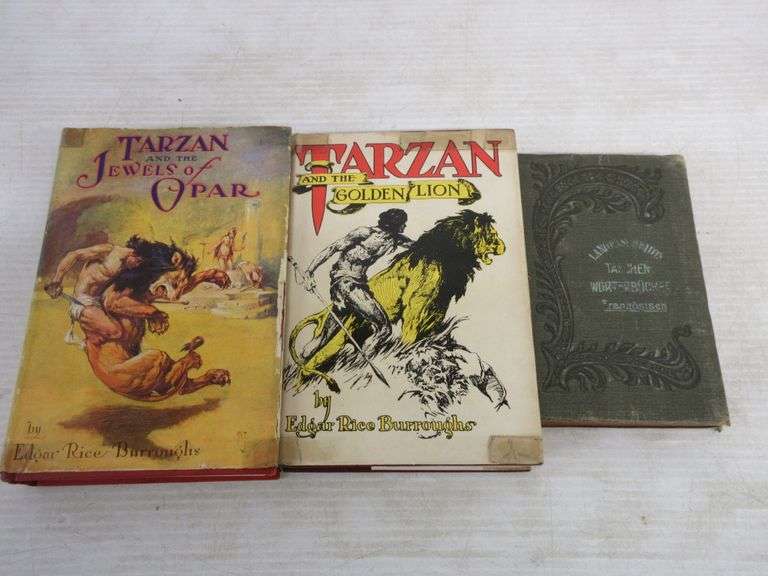 TARZAN
AND THE
JEWELS of
OPAR
by
Edgar Rice Burroughs
TARZAN
AND THE
GOLDEN LION
by
Edgar Rice Burroughs
TASCHEN
WÖRTERBÜCHER
Französisch